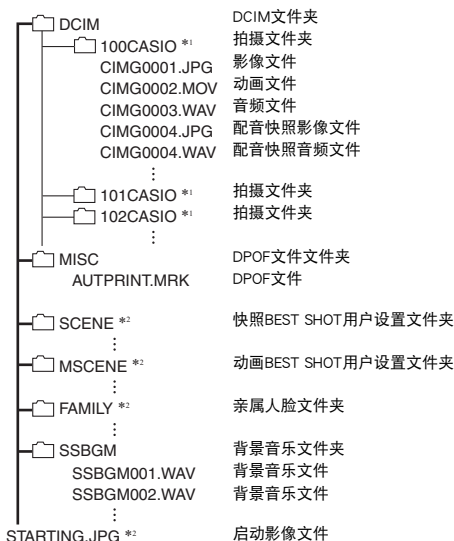 DCIM DCIM文件夹
100CASIO *1 拍摄文件夹
CIMG0001.JPG 影像文件
CIMG0002.MOV 动画文件
CIMG0003.WAV 音频文件
CIMG0004.JPG 配音快照影像文件
CIMG0004.WAV 配音快照音频文件
⋮
101CASIO *1 拍摄文件夹
102CASIO *1 拍摄文件夹
⋮
MISC DPOF文件文件夹
AUTPRINT.MRK DPOF文件
SCENE *2 快照BEST SHOT用户设置文件夹
⋮
MSCENE *2 动画BEST SHOT用户设置文件夹
⋮
FAMILY *2 亲属人脸文件夹
⋮
SSBGM 背景音乐文件夹
SSBGM001.WAV 背景音乐文件
SSBGM002.WAV 背景音乐文件
⋮
STARTING.JPG *2 启动影像文件